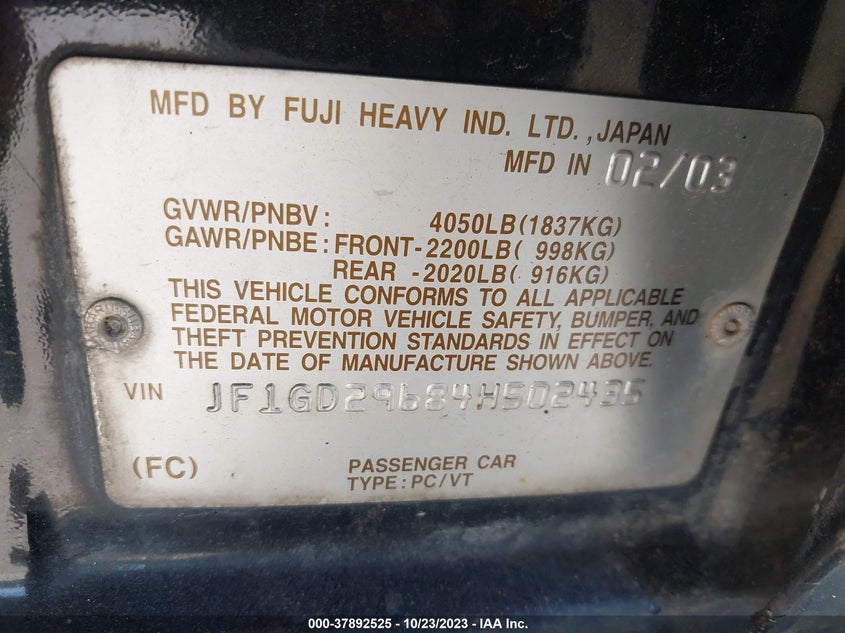 MFD BY FUJI HEAVY IND. LTD., JAPAN
MFD IN 02/03
GVWR/PNBV: 4050LB(1837KG)
GAWR/PNBE: FRONT-2200LB( 998KG)
REAR -2020LB( 916KG)
THIS VEHICLE CONFORMS TO ALL APPLICABLE
FEDERAL MOTOR VEHICLE SAFETY, BUMPER, AND
THEFT PREVENTION STANDARDS IN EFFECT ON
THE DATE OF MANUFACTURE SHOWN ABOVE.
VIN JF1GD29684H502435
(FC) PASSENGER CAR
TYPE: PC/VT
000-37892525 - 10/23/2023 - IAA Inc.